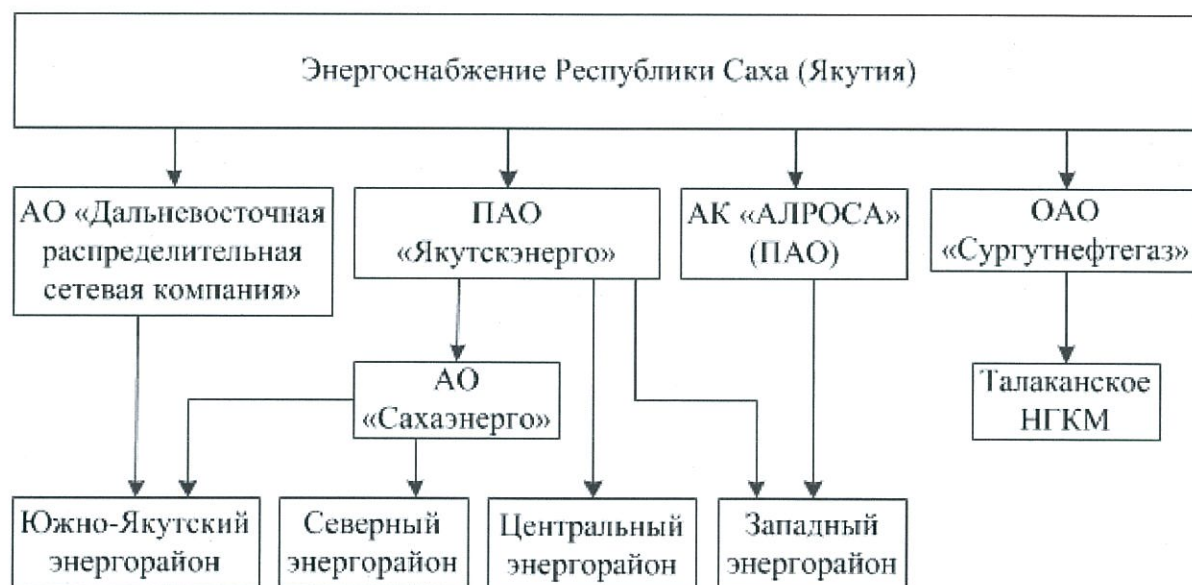 Энергоснабжение Республики Саха (Якутия)
АО «Дальневосточная
распределительная
сетевая компания»
ПАО
«Якутскэнерго»
АК «АЛРОСА»
(ПАО)
ОАО
«Сургутнефтегаз»
АО
«Сахаэнерго»
Талаканское
НГКМ
Южно-Якутский
энергорайон
Северный
энергорайон
Центральный
энергорайон
Западный
энергорайон